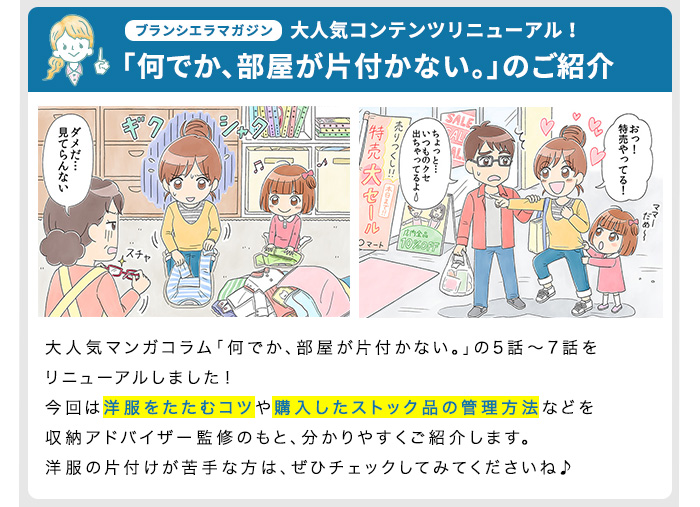 ブランシエラマガジン 大人気コンテンツリニューアル！
「何でか、部屋が片付かない。」のご紹介
ダメだ…
見てらんない
ギク
シャク
スチャ
ちょっと…
いつものクセ
出ちゃってるよ
売りつくし!!
特売大セール
SALE
SALE
店内全品
10%OFF
マート
おっ！
特売やってる！
ママ
だめ〜
大人気マンガコラム「何でか、部屋が片付かない。」の5話〜7話を
リニューアルしました！
今回は洋服をたたむコツや購入したストック品の管理方法などを
収納アドバイザー監修のもと、分かりやすくご紹介します。
洋服の片付けが苦手な方は、ぜひチェックしてみてくださいね♪